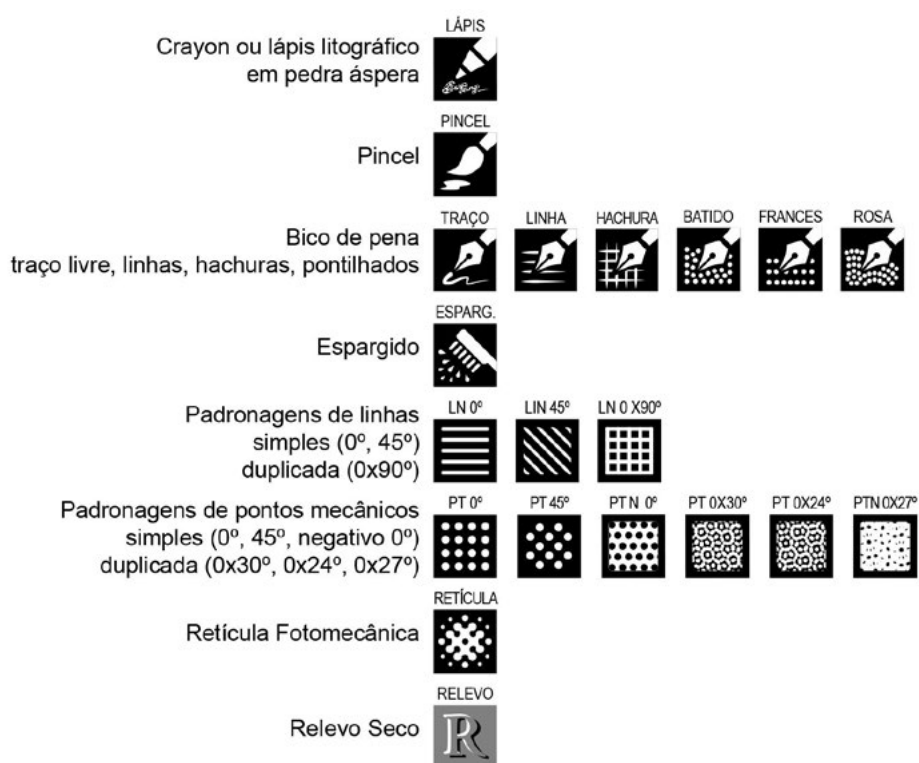 LÁPIS
Crayon ou lápis litográfico
em pedra áspera
PINCEL
Pincel
TRAÇO LINHA HACHURA BATIDO FRANCES ROSA
Bico de pena
traço livre, linhas, hachuras, pontilhados
ESPARG.
Espargido
LN 0º LIN 45º LN 0 X90º
Padronagens de linhas
simples (0º, 45º)
duplicada (0x90º)
PT 0º PT 45º PT N 0º PT 0X30º PT 0X24º PTN 0X27º
Padronagens de pontos mecânicos
simples (0º, 45º, negativo 0º)
duplicada (0x30º, 0x24º, 0x27º)
RETÍCULA
Retícula Fotomecânica
RELEVO
Relevo Seco
R